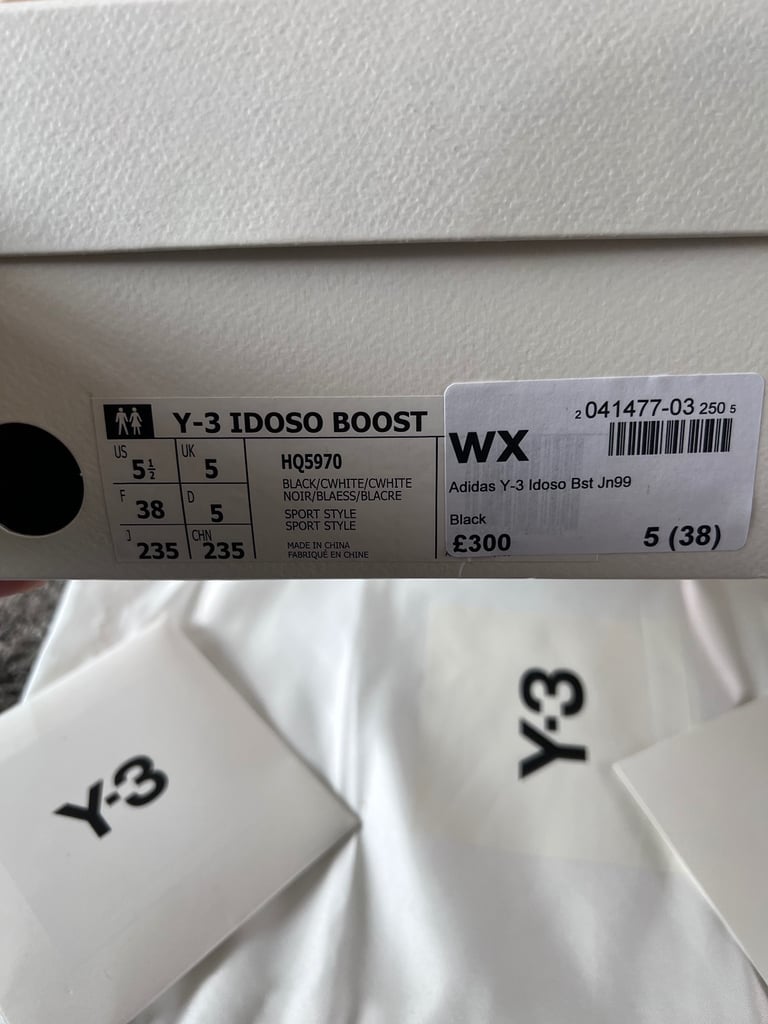 Y-3 IDOSO BOOST
US 5½ UK 5
F 38 D 5
J 235 CHN 235
HQ5970
BLACK/CWHITE/CWHITE
NOIR/BLAESS/BLACRE
SPORT STYLE
SPORT STYLE
MADE IN CHINA
FABRIQUÉ EN CHINE
2 041477-03 250 5
WX
Adidas Y-3 Idoso Bst Jn99
Black
£300 5 (38)
Y-3
Y-3